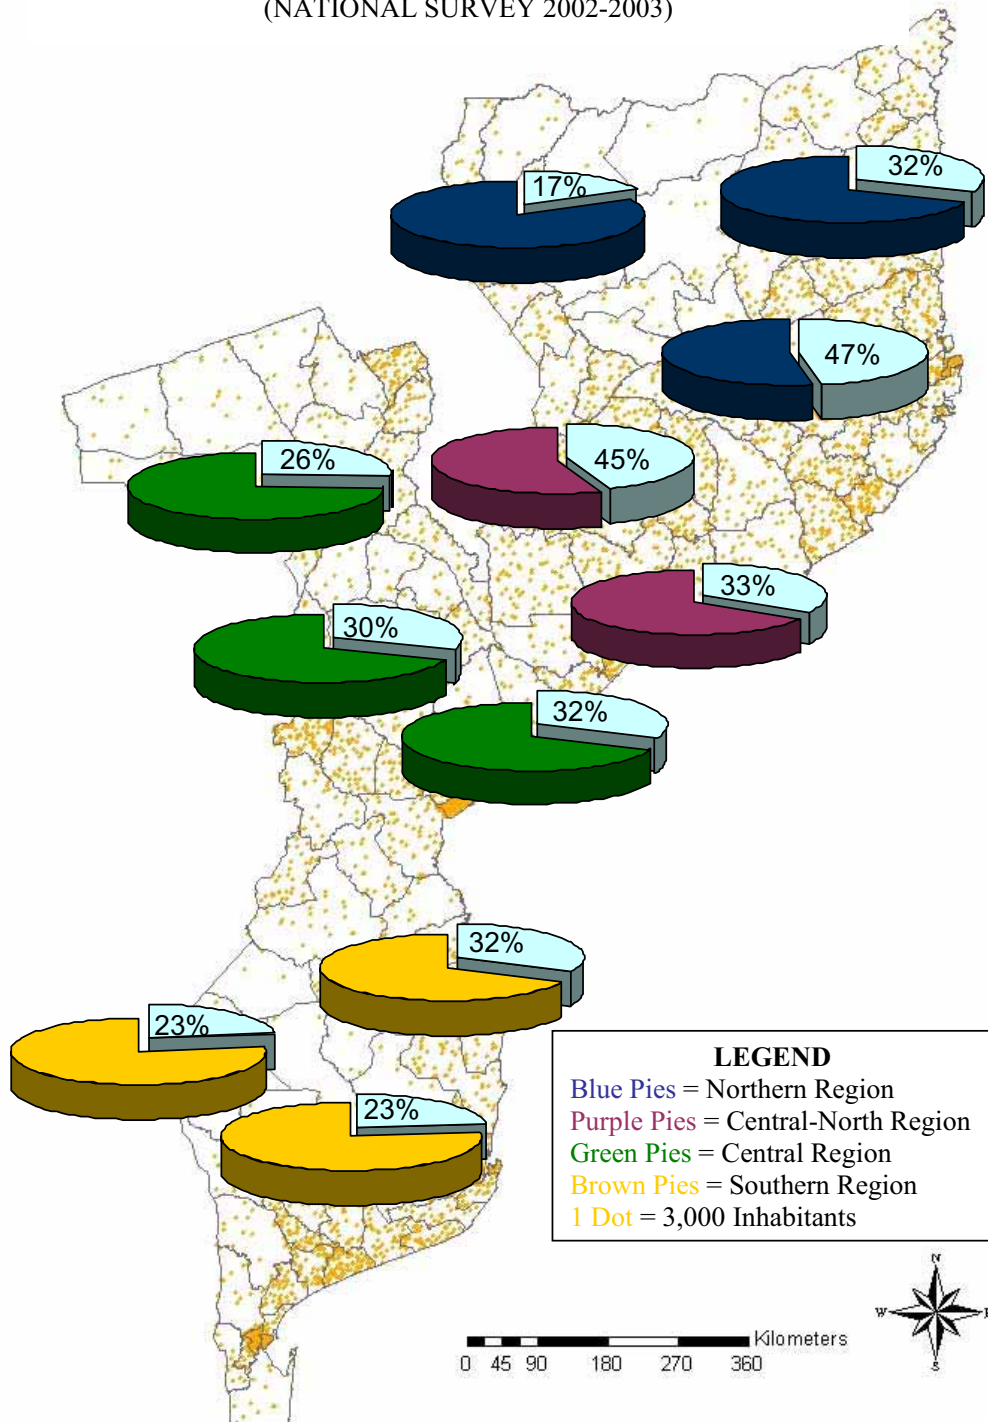 (NATIONAL SURVEY 2002-2003)
32%
17%
47%
45%
26%
33%
30%
32%
32%
23%
23%
LEGEND
Blue Pies = Northern Region
Purple Pies = Central-North Region
Green Pies = Central Region
Brown Pies = Southern Region
1 Dot = 3,000 Inhabitants
N
W
E
S
Kilometers
0 45 90 180 270 360